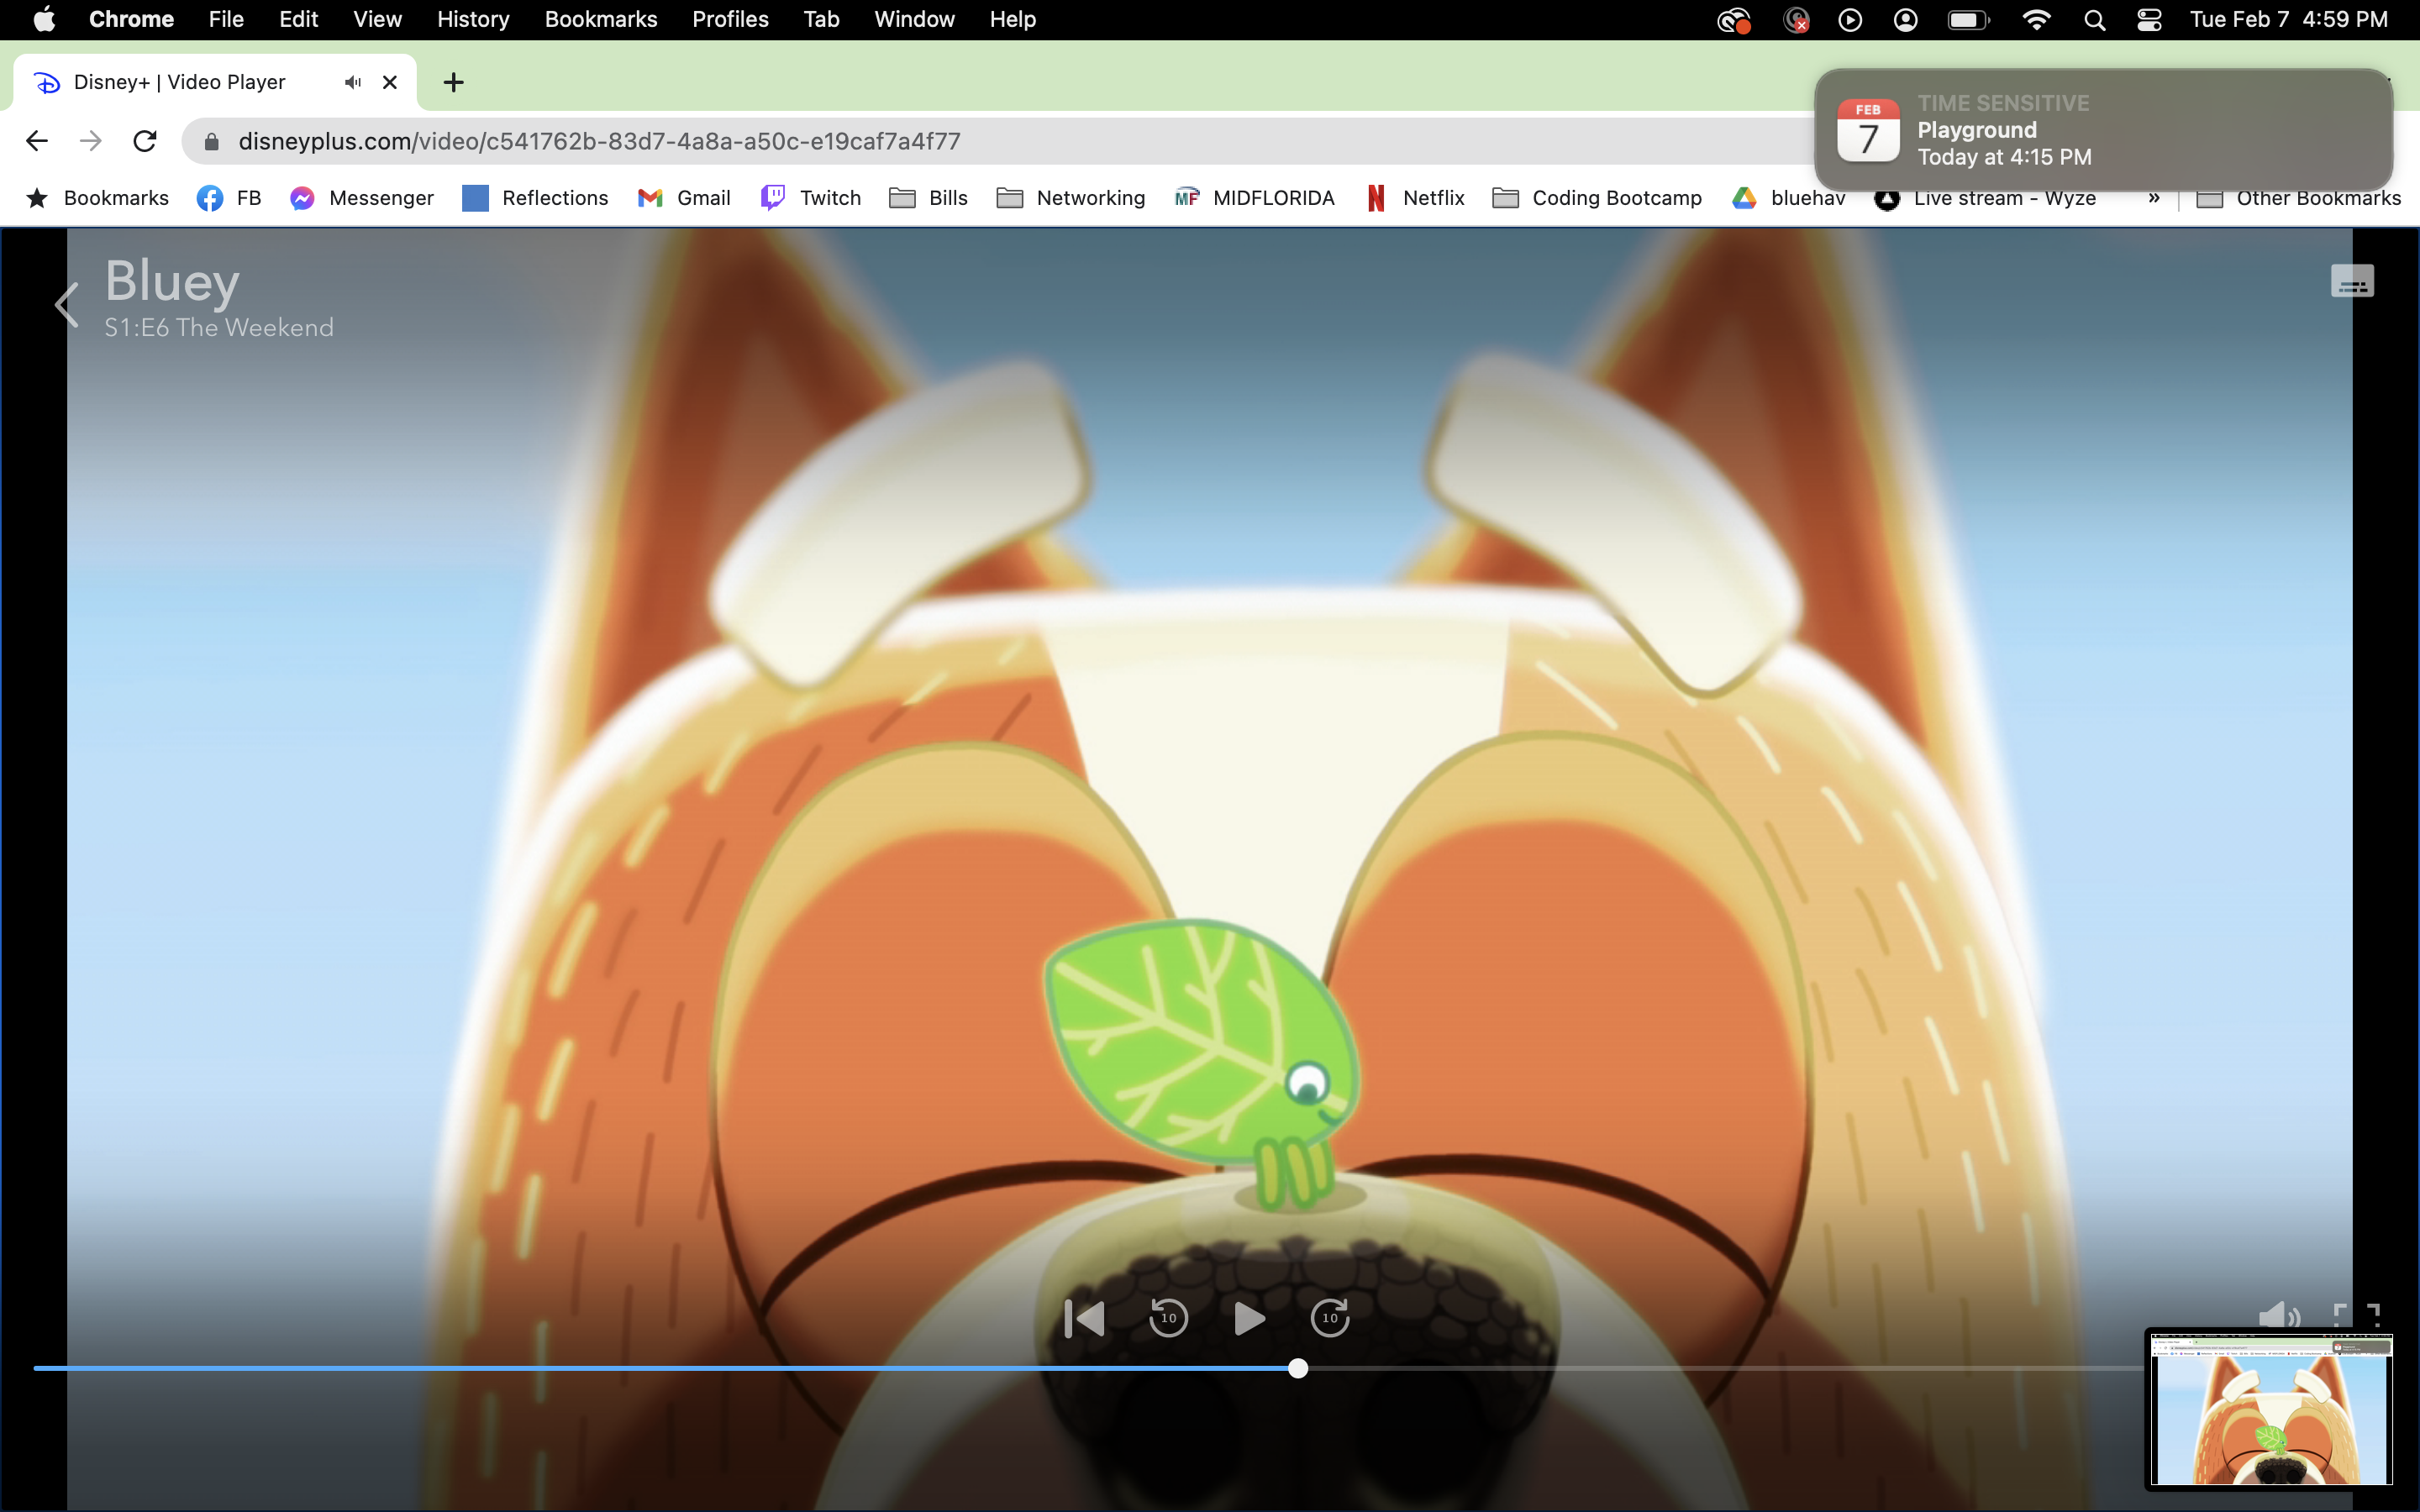 Chrome File Edit View History Bookmarks Profiles Tab Window Help Tue Feb 7 4:59 PM
Disney+ | Video Player
FEB 7
TIME SENSITIVE
Playground
Today at 4:15 PM
disneyplus.com/video/c541762b-83d7-4a8a-a50c-e19caf7a4f77
Bookmarks FB Messenger Reflections Gmail Twitch Bills Networking MF MIDFLORIDA N Netflix Coding Bootcamp bluehav Live stream - Wyze » Other Bookmarks
Bluey
S1:E6 The Weekend
10 10